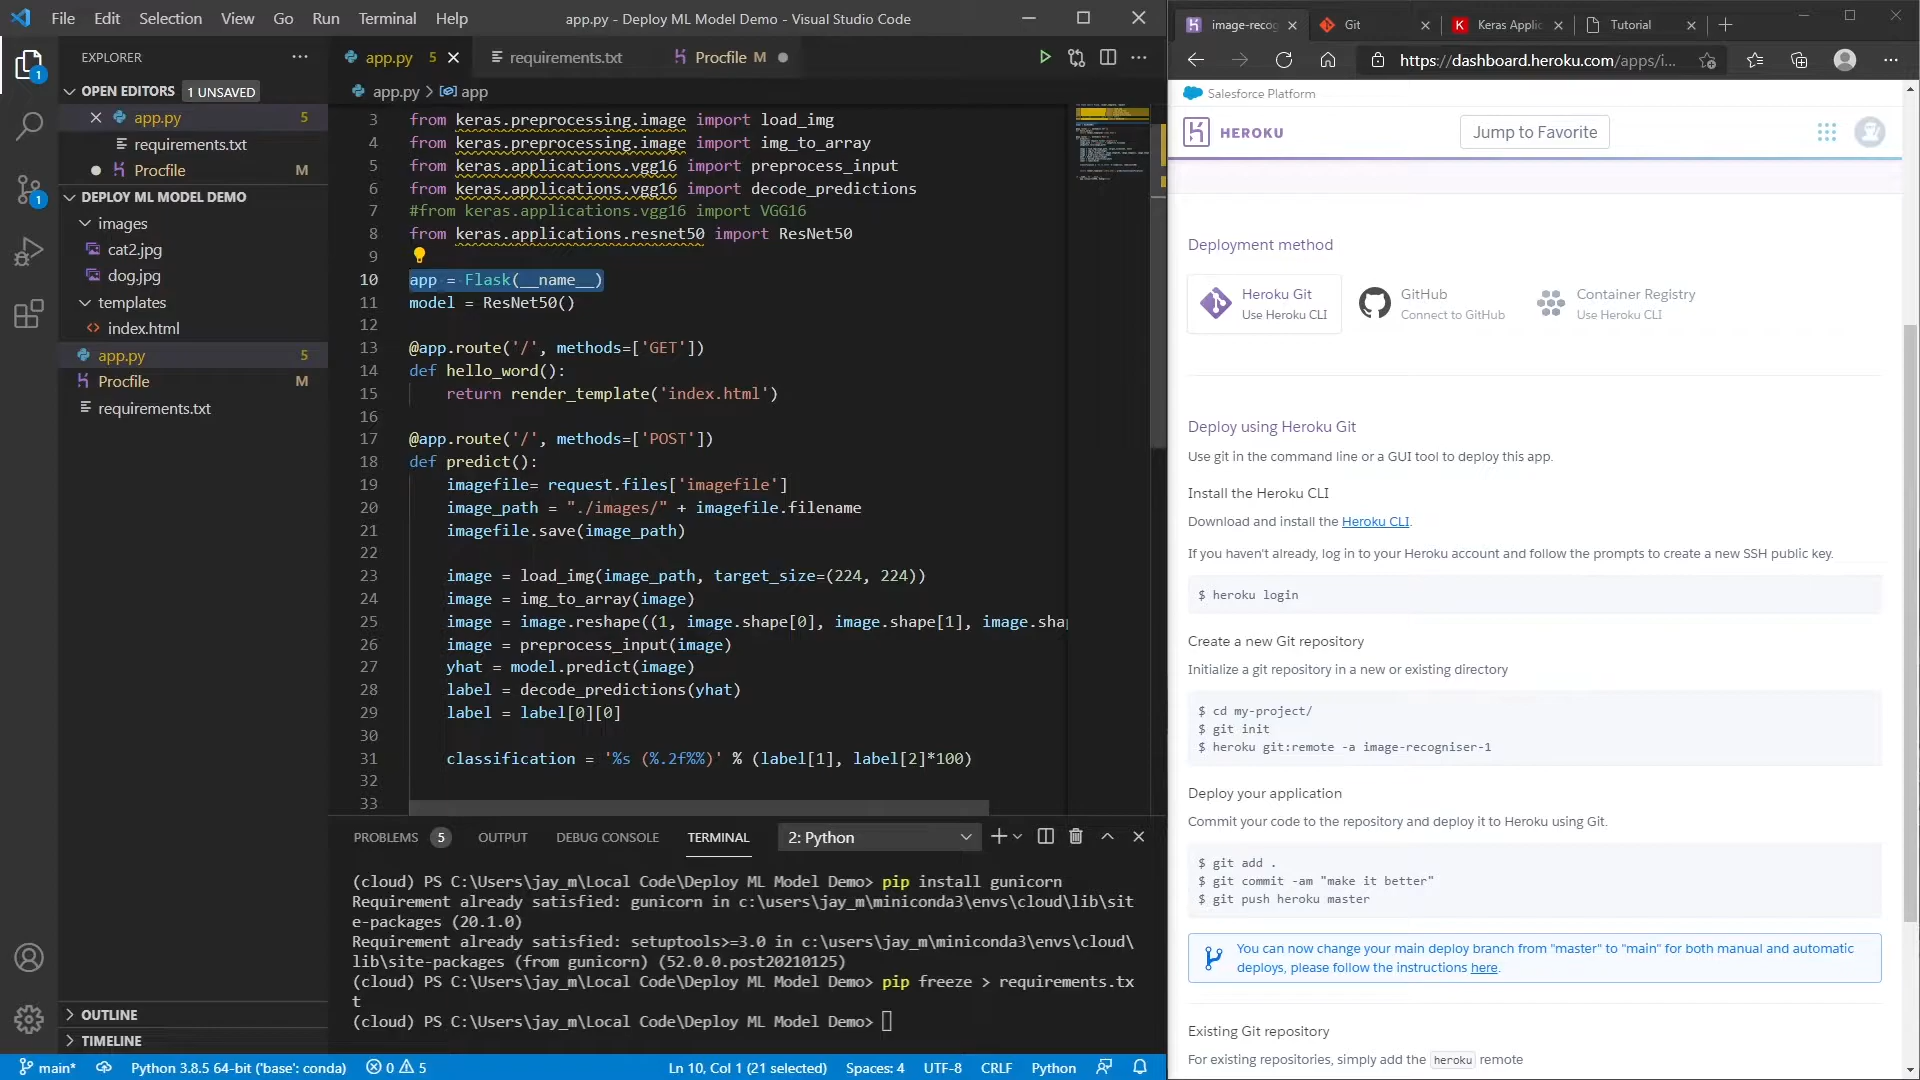 File Edit Selection View Go Run Terminal Help
app.py - Deploy ML Model Demo - Visual Studio Code
EXPLORER
OPEN EDITORS 1 UNSAVED
app.py 5
requirements.txt
Procfile M
DEPLOY ML MODEL DEMO
images
cat2.jpg
dog.jpg
templates
index.html
app.py 5
Procfile M
requirements.txt
OUTLINE
TIMELINE
1
1
app.py 5 requirements.txt Procfile M
app.py > app
3 from keras.preprocessing.image import load_img
4 from keras.preprocessing.image import img_to_array
5 from keras.applications.vgg16 import preprocess_input
6 from keras.applications.vgg16 import decode_predictions
7 #from keras.applications.vgg16 import VGG16
8 from keras.applications.resnet50 import ResNet50
9
10 app = Flask(__name__)
11 model = ResNet50()
12
13 @app.route('/', methods=['GET'])
14 def hello_word():
15 return render_template('index.html')
16
17 @app.route('/', methods=['POST'])
18 def predict():
19 imagefile= request.files['imagefile']
20 image_path = "./images/" + imagefile.filename
21 imagefile.save(image_path)
22
23 image = load_img(image_path, target_size=(224, 224))
24 image = img_to_array(image)
25 image = image.reshape((1, image.shape[0], image.shape[1], image.sha
26 image = preprocess_input(image)
27 yhat = model.predict(image)
28 label = decode_predictions(yhat)
29 label = label[0][0]
30
31 classification = '%s (%.2f%%)' % (label[1], label[2]*100)
32
33
PROBLEMS 5 OUTPUT DEBUG CONSOLE TERMINAL 2: Python
(cloud) PS C:\Users\jay_m\Local Code\Deploy ML Model Demo> pip install gunicorn
Requirement already satisfied: gunicorn in c:\users\jay_m\miniconda3\envs\cloud\lib\sit
e-packages (20.1.0)
Requirement already satisfied: setuptools>=3.0 in c:\users\jay_m\miniconda3\envs\cloud\
lib\site-packages (from gunicorn) (52.0.0.post20210125)
(cloud) PS C:\Users\jay_m\Local Code\Deploy ML Model Demo> pip freeze > requirements.tx
t
(cloud) PS C:\Users\jay_m\Local Code\Deploy ML Model Demo>
main* Python 3.8.5 64-bit ('base': conda) 0 5 Ln 10, Col 1 (21 selected) Spaces: 4 UTF-8 CRLF Python
image-recog Git Keras Applic Tutorial
https://dashboard.heroku.com/apps/i...
Salesforce Platform
HEROKU
Jump to Favorite
Deployment method
Heroku Git
Use Heroku CLI
GitHub
Connect to GitHub
Container Registry
Use Heroku CLI
Deploy using Heroku Git
Use git in the command line or a GUI tool to deploy this app.
Install the Heroku CLI
Download and install the Heroku CLI.
If you haven't already, log in to your Heroku account and follow the prompts to create a new SSH public key.
$ heroku login
Create a new Git repository
Initialize a git repository in a new or existing directory
$ cd my-project/
$ git init
$ heroku git:remote -a image-recogniser-1
Deploy your application
Commit your code to the repository and deploy it to Heroku using Git.
$ git add .
$ git commit -am "make it better"
$ git push heroku master
You can now change your main deploy branch from "master" to "main" for both manual and automatic
deploys, please follow the instructions here.
Existing Git repository
For existing repositories, simply add the heroku remote